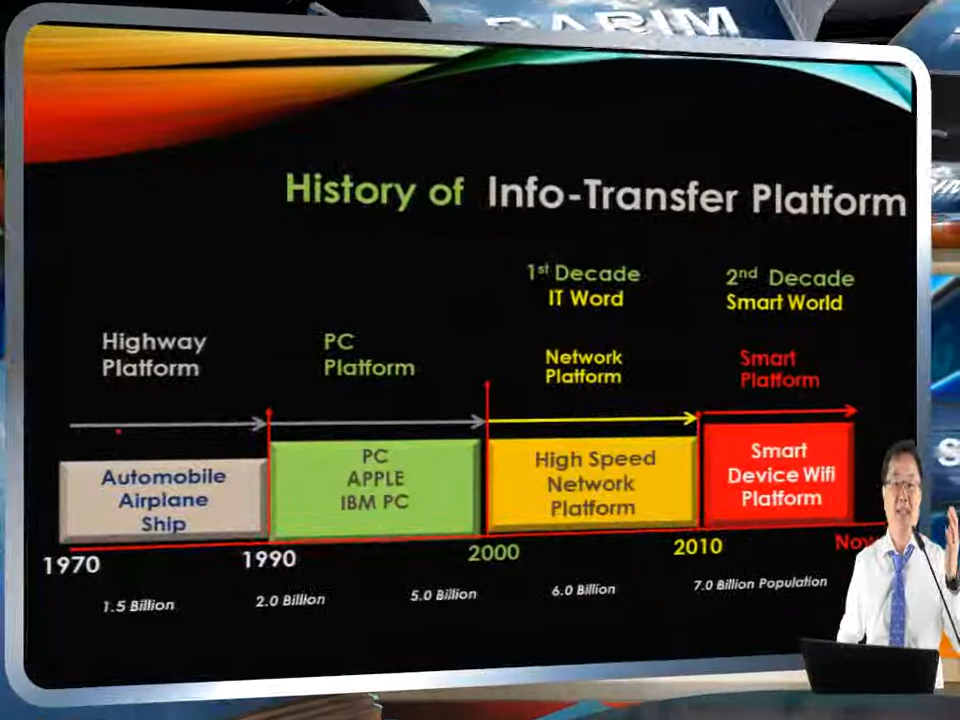 DARIM
History of Info-Transfer Platform
1st Decade
IT Word
2nd Decade
Smart World
Highway
Platform
PC
Platform
Network
Platform
Smart
Platform
Automobile
Airplane
Ship
PC
APPLE
IBM PC
High Speed
Network
Platform
Smart
Device Wifi
Platform
1970
1990
2000
2010
Now
1.5 Billion
2.0 Billion
5.0 Billion
6.0 Billion
7.0 Billion Population